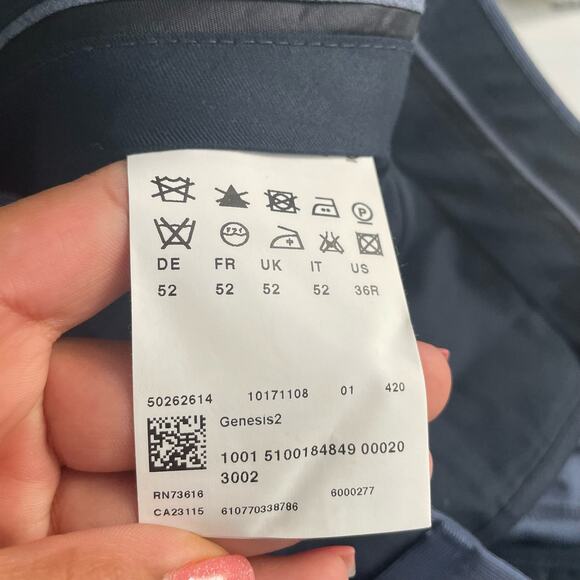 P
DE FR UK IT US
52 52 52 52 36R
50262614 10171108 01 420
Genesis2
1001 5100184849 00020
3002
RN73616 6000277
CA23115 610770338786